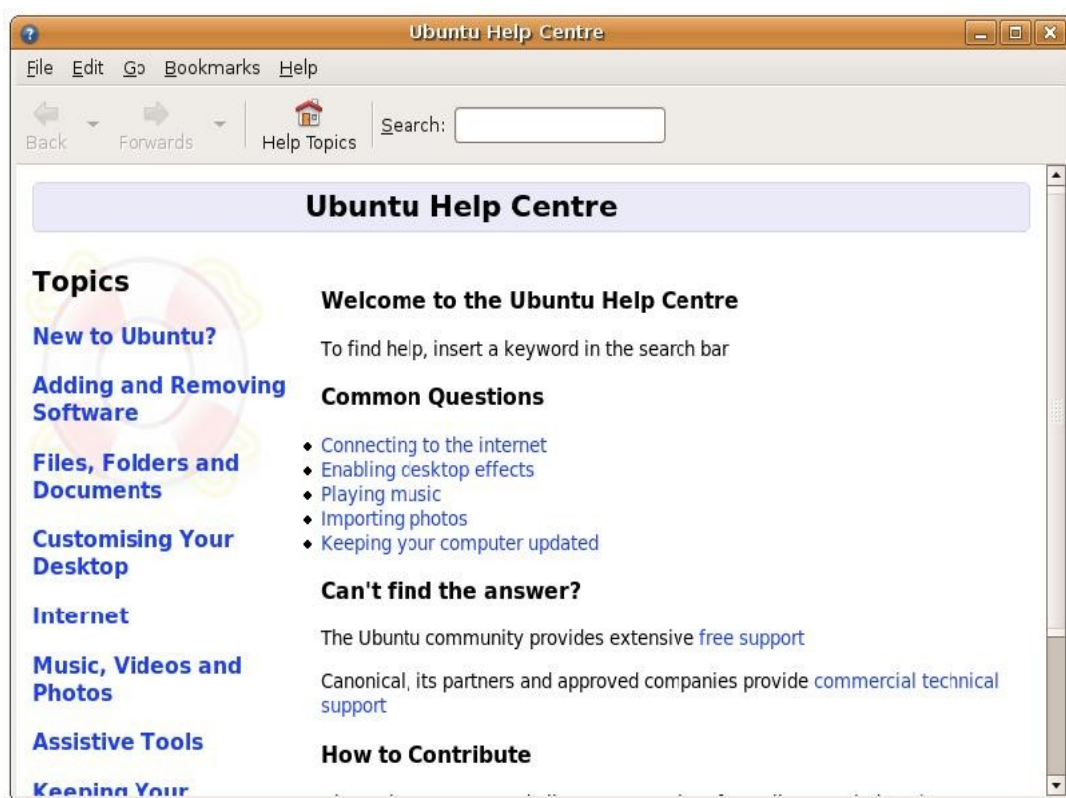 Ubuntu Help Centre
File Edit Go Bookmarks Help
Back Forwards Help Topics Search:
Ubuntu Help Centre
Topics
New to Ubuntu?
Adding and Removing
Software
Files, Folders and
Documents
Customising Your
Desktop
Internet
Music, Videos and
Photos
Assistive Tools
Keeping Your
Welcome to the Ubuntu Help Centre
To find help, insert a keyword in the search bar
Common Questions
Connecting to the internet
Enabling desktop effects
Playing music
Importing photos
Keeping your computer updated
Can't find the answer?
The Ubuntu community provides extensive free support
Canonical, its partners and approved companies provide commercial technical
support
How to Contribute